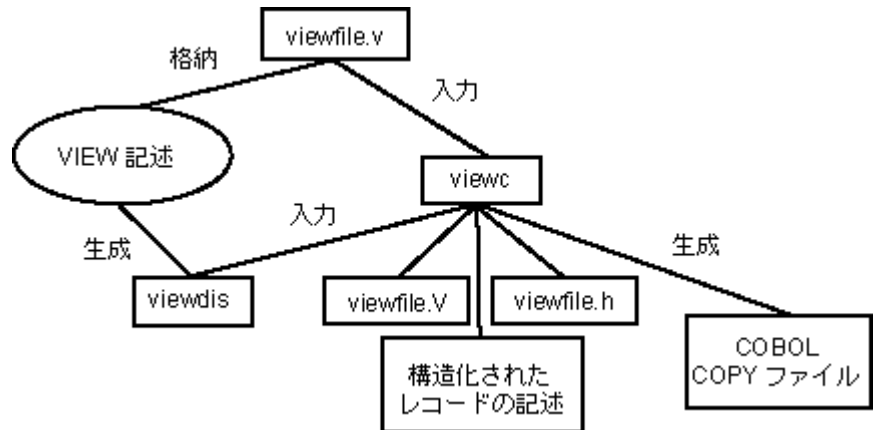 viewfile.v
格納
入力
VIEW 記述
viewc
入力
生成
生成
viewdis
viewfile.V
viewfile.h
構造化された
レコードの記述
COBOL
COPY ファイル